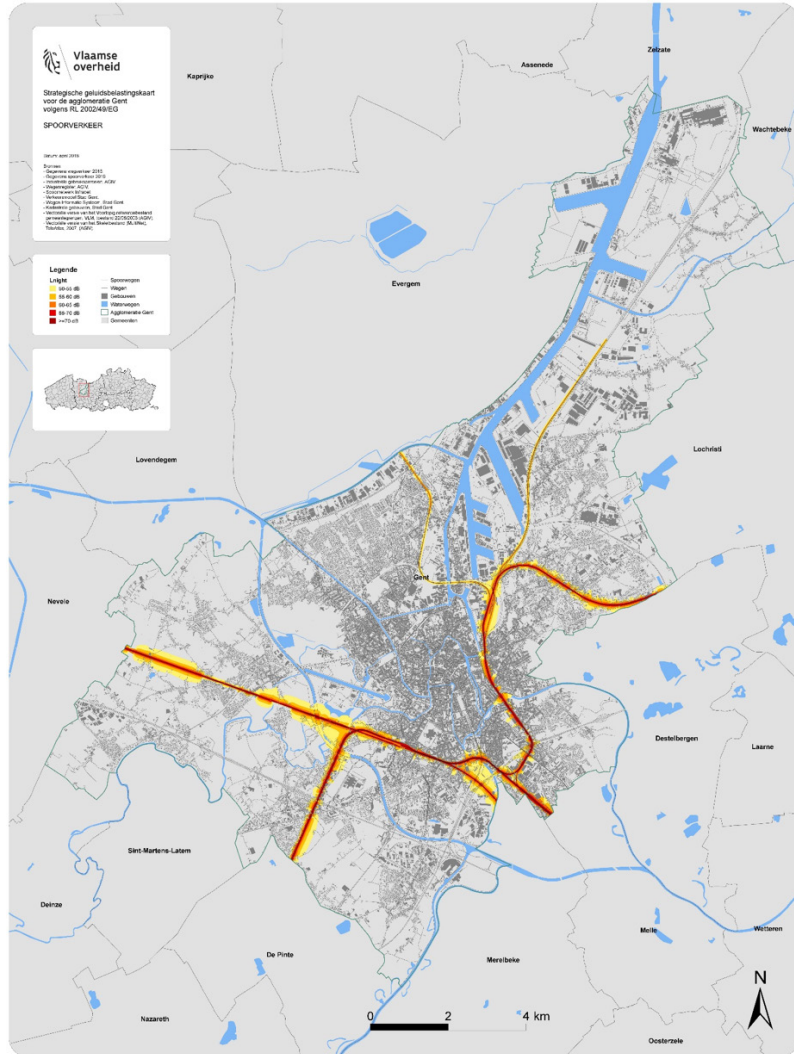 Vlaamse
overheid
Strategische geluidsbelastingskaart
voor de agglomeratie Gent
volgens RL 2002/49/EG
SPOORVERKEER
Legende
Lnight
50-55 dB
55-60 dB
60-65 dB
65-70 dB
>=70 dB
Spoorwegen
Wegen
Gebouwen
Waterwegen
Agglomeratie Gent
Gemeenten
Zelzate
Assenede
Kaprijke
Wachtebeke
Evergem
Lovendegem
Lochristi
Gent
Nevele
Destelbergen
Laarne
Sint-Martens-Latem
Deinze
Melle
Wetteren
De Pinte
Merelbeke
N
0 2 4 km
Nazareth
Oosterzele